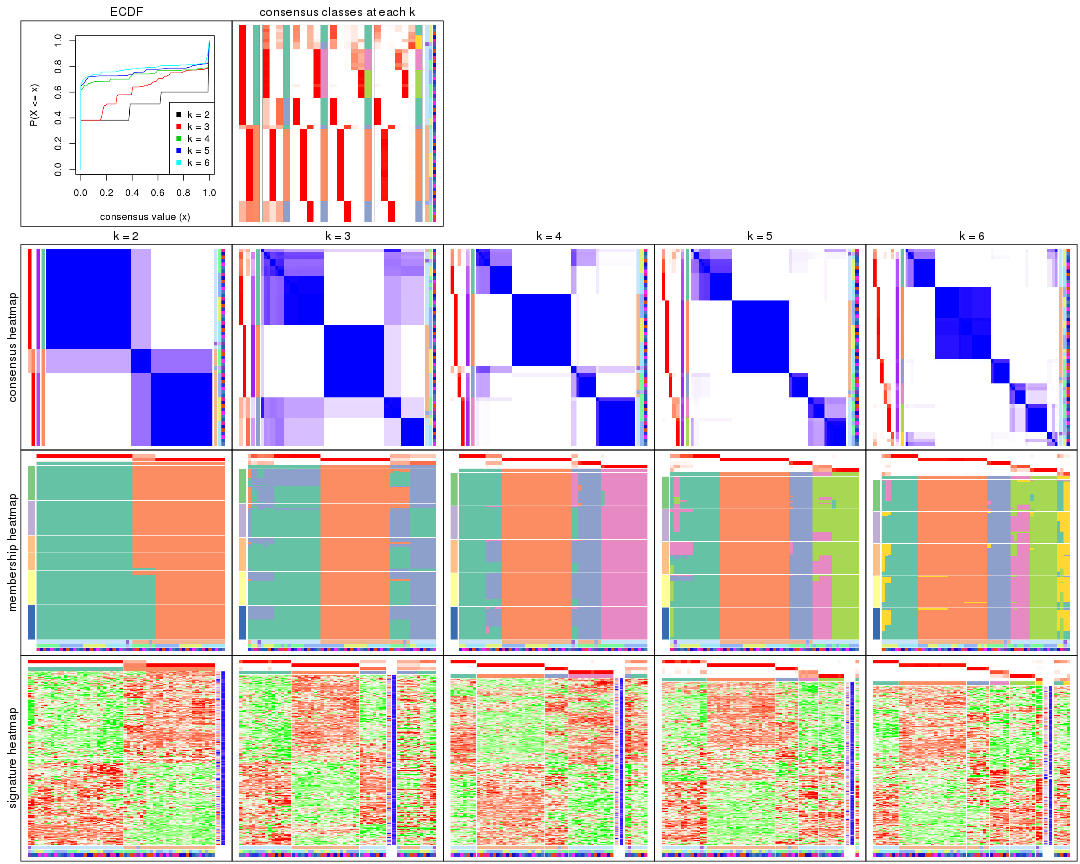 ECDF
consensus classes at each k
P(X <= x)
0.0 0.2 0.4 0.6 0.8 1.0
k = 2
k = 3
k = 4
k = 5
k = 6
0.0 0.2 0.4 0.6 0.8 1.0
consensus value (x)
k = 2
k = 3
k = 4
k = 5
k = 6
consensus heatmap
membership heatmap
signature heatmap